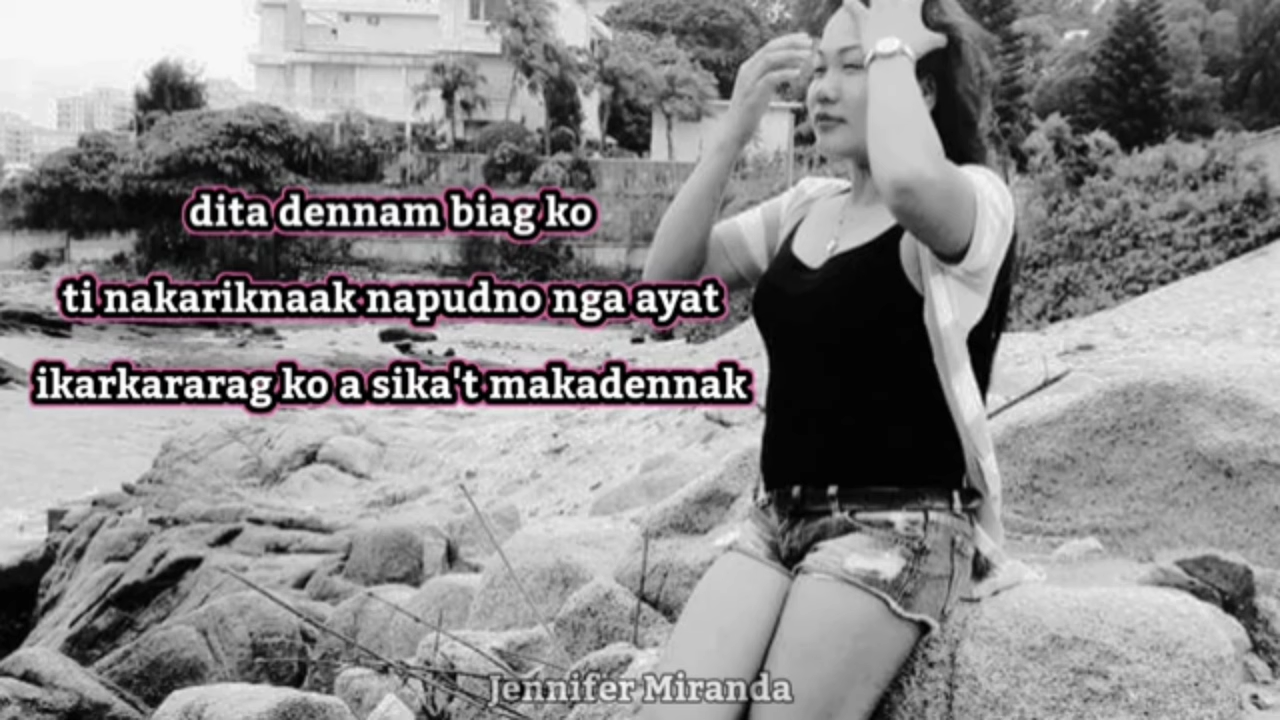 dita dennam biag ko
ti nakariknaak napudno nga ayat
ikarkararag ko a sika't makadennak
Jennifer Miranda